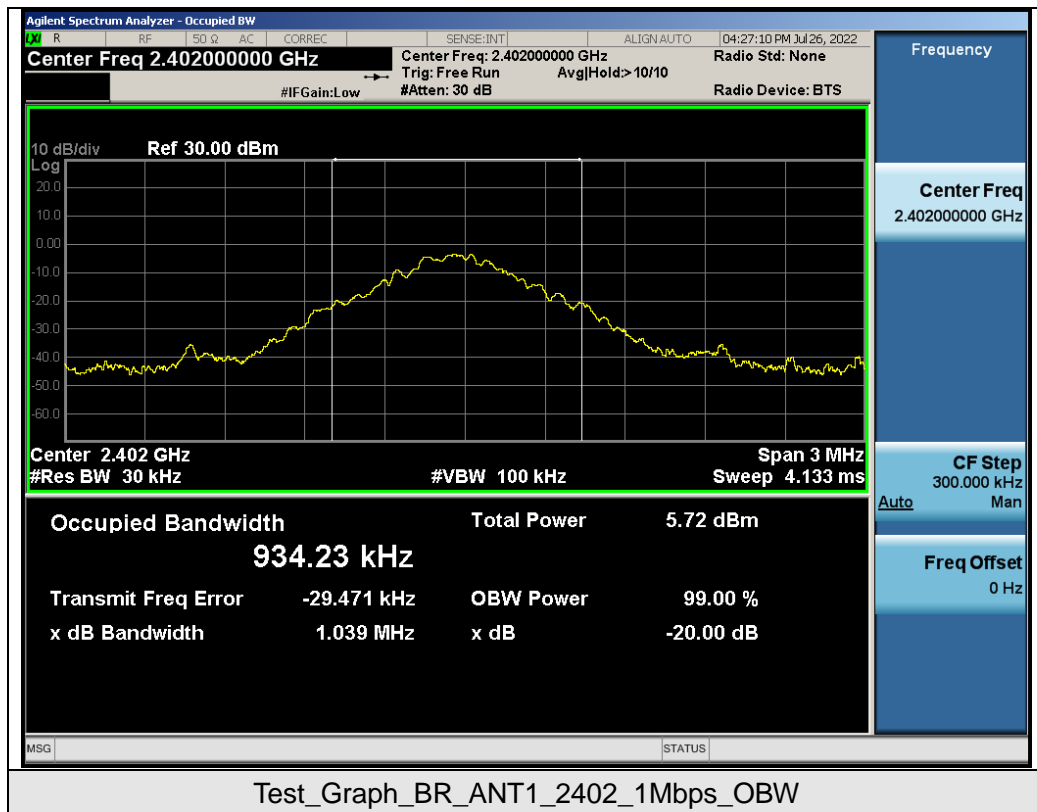 Agilent Spectrum Analyzer - Occupied BW
LXI R RF 50 Ω AC CORREC SENSE:INT ALIGN AUTO 04:27:10 PM Jul 26, 2022
Center Freq 2.402000000 GHz
Center Freq: 2.402000000 GHz
Radio Std: None
Trig: Free Run Avg|Hold:> 10/10
#IFGain:Low
#Atten: 30 dB
Radio Device: BTS
10 dB/div Ref 30.00 dBm
Log
20.0
10.0
0.00
-10.0
-20.0
-30.0
-40.0
-50.0
-60.0
Center 2.402 GHz Span 3 MHz
#Res BW 30 kHz #VBW 100 kHz Sweep 4.133 ms
Occupied Bandwidth Total Power 5.72 dBm
934.23 kHz
Transmit Freq Error -29.471 kHz OBW Power 99.00 %
x dB Bandwidth 1.039 MHz x dB -20.00 dB
Frequency
Center Freq
2.402000000 GHz
CF Step
300.000 kHz
Auto Man
Freq Offset
0 Hz
MSG STATUS
Test_Graph_BR_ANT1_2402_1Mbps_OBW